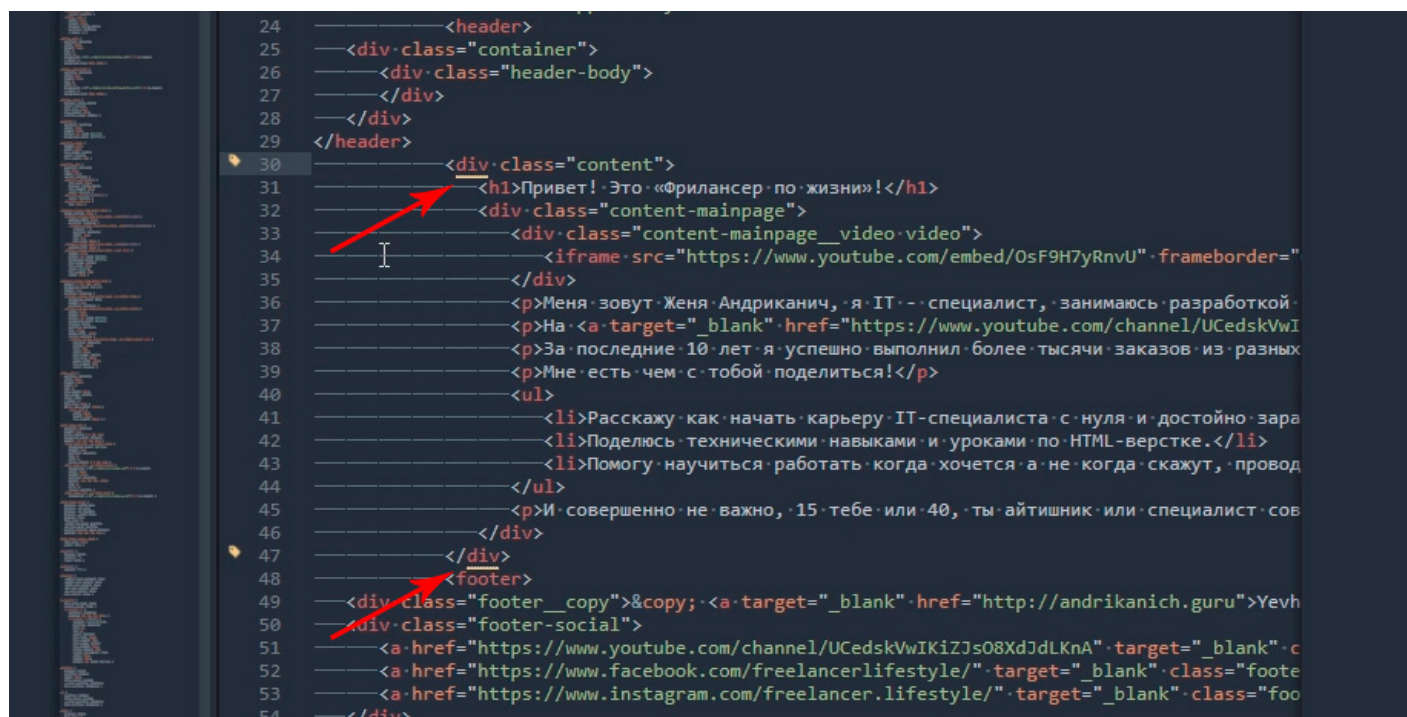 24 <header>
25 <div class="container">
26 <div class="header-body">
27 </div>
28 </div>
29 </header>
30 <div class="content">
31 <h1>Привет! Это «Фрилансер по жизни»!</h1>
32 <div class="content-mainpage">
33 <div class="content-mainpage__video video">
34 <iframe src="https://www.youtube.com/embed/OsF9H7yRnvU" frameborder="
35 </div>
36 <p>Меня зовут Женя Андриканич, я IT - специалист, занимаюсь разработкой
37 <p>На <a target="_blank" href="https://www.youtube.com/channel/UCedskVwI
38 <p>За последние 10 лет я успешно выполнил более тысячи заказов из разных
39 <p>Мне есть чем с тобой поделиться!</p>
40 <ul>
41 <li>Расскажу как начать карьеру IT-специалиста с нуля и достойно зара
42 <li>Поделюсь техническими навыками и уроками по HTML-верстке.</li>
43 <li>Помогу научиться работать когда хочется а не когда скажут, провод
44 </ul>
45 <p>И совершенно не важно, 15 тебе или 40, ты айтишник или специалист сов
46 </div>
47 </div>
48 <footer>
49 <div class="footer__copy">&copy; <a target="_blank" href="http://andrikanich.guru">Yevh
50 <div class="footer-social">
51 <a href="https://www.youtube.com/channel/UCedskVwIKiZJsO8XdJdLKnA" target="_blank" c
52 <a href="https://www.facebook.com/freelancerlifestyle/" target="_blank" class="foote
53 <a href="https://www.instagram.com/freelancer.lifestyle/" target="_blank" class="foo
54 </div>